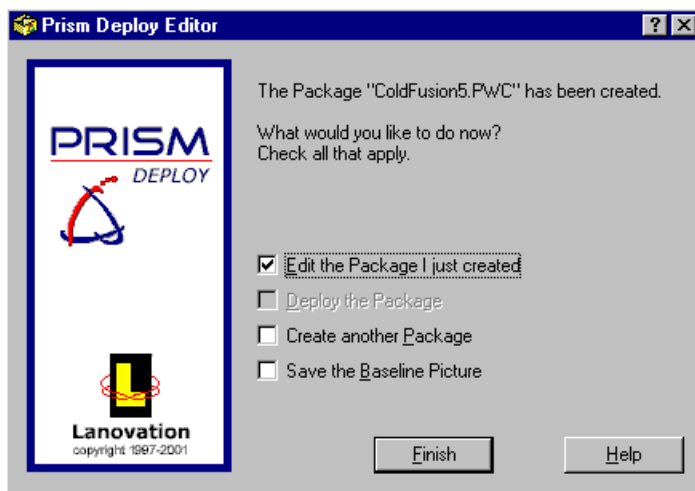 Prism Deploy Editor
PRISM
DEPLOY
The Package "ColdFusion5.PWC" has been created.
What would you like to do now?
Check all that apply.
Edit the Package I just created
Deploy the Package
Create another Package
Save the Baseline Picture
L
Lanovation
copyright 1997-2001
Finish
Help